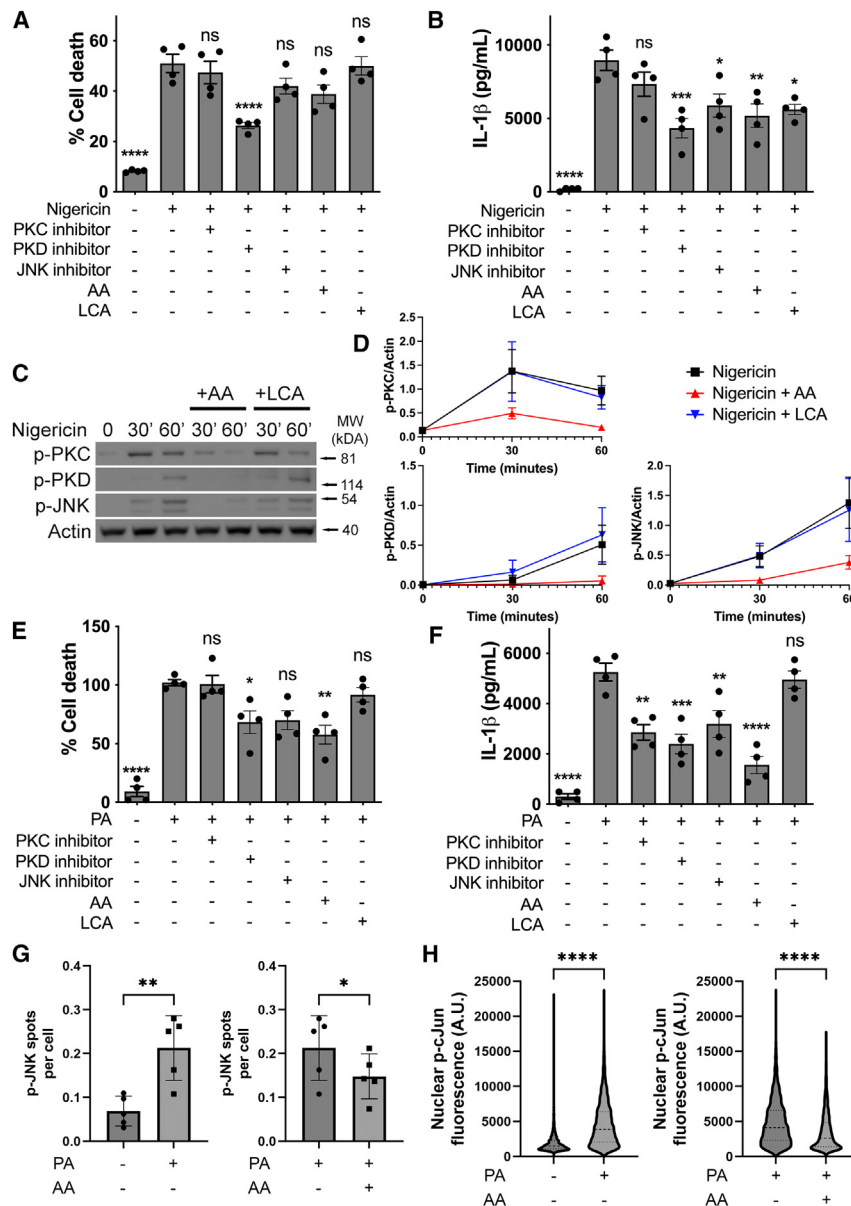 A
% Cell death
60
40
20
0
****
ns
****
ns
ns
ns
Nigericin - + + + + + +
PKC inhibitor - - + - - - -
PKD inhibitor - - - + - - -
JNK inhibitor - - - - + - -
AA - - - - - + -
LCA - - - - - - +
B
IL-1β (pg/mL)
10000
5000
0
****
ns
***
*
**
*
Nigericin - + + + + + +
PKC inhibitor - - + - - - -
PKD inhibitor - - - + - - -
JNK inhibitor - - - - + - -
AA - - - - - + -
LCA - - - - - - +
C
+AA +LCA
Nigericin 0 30' 60' 30' 60' 30' 60'
MW (kDa)
p-PKC 81
p-PKD 114
p-JNK 54
Actin 40
D
p-PKC/Actin
2.0
1.5
1.0
0.5
0.0
0 30 60
Time (minutes)
Nigericin
Nigericin + AA
Nigericin + LCA
p-PKD/Actin
2.0
1.5
1.0
0.5
0.0
0 30 60
Time (minutes)
p-JNK/Actin
2.0
1.5
1.0
0.5
0.0
0 30 60
Time (minutes)
E
% Cell death
150
100
50
0
****
ns
*
ns
**
ns
PA - + + + + + +
PKC inhibitor - - + - - - -
PKD inhibitor - - - + - - -
JNK inhibitor - - - - + - -
AA - - - - - + -
LCA - - - - - - +
F
IL-1β (pg/mL)
6000
4000
2000
0
****
**
***
**
****
ns
PA - + + + + + +
PKC inhibitor - - + - - - -
PKD inhibitor - - - + - - -
JNK inhibitor - - - - + - -
AA - - - - - + -
LCA - - - - - - +
G
p-JNK spots per cell
0.4
0.3
0.2
0.1
0.0
**
PA - +
AA - -
p-JNK spots per cell
0.4
0.3
0.2
0.1
0.0
*
PA + +
AA - +
H
Nuclear p-cJun fluorescence (A.U.)
25000
20000
15000
10000
5000
0
****
PA - +
AA - -
Nuclear p-cJun fluorescence (A.U.)
25000
20000
15000
10000
5000
0
****
PA + +
AA - +